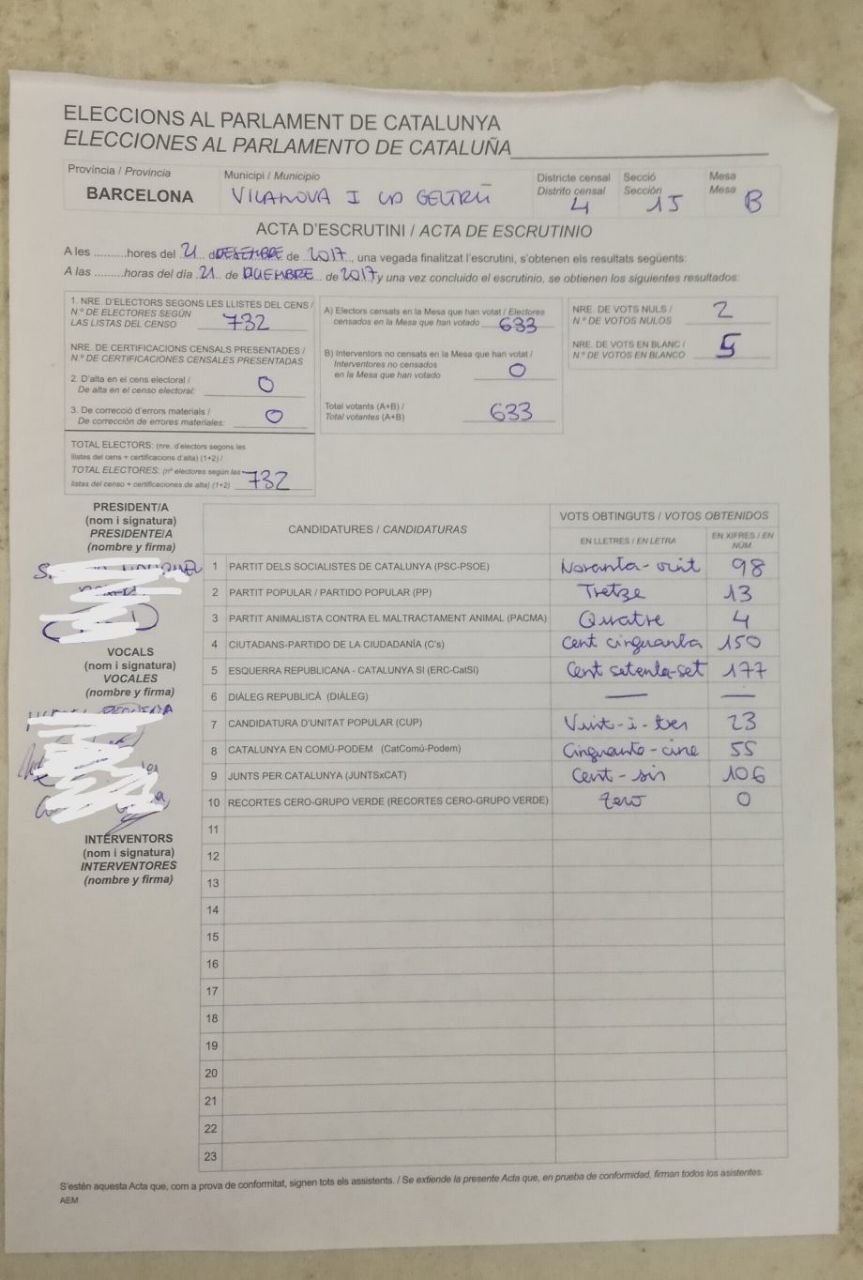 ELECCIONS AL PARLAMENT DE CATALUNYA
ELECCIONES AL PARLAMENTO DE CATALUÑA
Província / Provincia
BARCELONA
Municipi / Municipio
VILANOVA I LA GELTRÚ
Districte censal
Distrito censal
4
Secció
Sección
15
Mesa
Mesa
B
ACTA D'ESCRUTINI / ACTA DE ESCRUTINIO
A les ..........hores del 21 de DESEMBRE de 2017, una vegada finalitzat l'escrutini, s'obtenen els resultats següents:
A las ..........horas del día 21 de DICIEMBRE de 2017 y una vez concluido el escrutinio, se obtienen los siguientes resultados:
1. NRE. D'ELECTORS SEGONS LES LLISTES DEL CENS /
N.º DE ELECTORES SEGÚN
LAS LISTAS DEL CENSO 732
NRE. DE CERTIFICACIONS CENSALS PRESENTADES /
N.º DE CERTIFICACIONES CENSALES PRESENTADAS
2. D'alta en el cens electoral /
De alta en el censo electoral: 0
3. De correcció d'errors materials /
De corrección de errores materiales: 0
TOTAL ELECTORS: (nre. d'electors segons les
llistes del cens + certificacions d'alta) (1+2) /
TOTAL ELECTORES: (nº electores según las
listas del censo + certificaciones de alta) (1+2) 732
A) Electors censats en la Mesa que han votat / Electores
censados en la Mesa que han votado 633
B) Interventors no censats en la Mesa que han votat /
Interventores no censados
en la Mesa que han votado 0
Total votants (A+B) /
Total votantes (A+B) 633
NRE. DE VOTS NULS /
N.º DE VOTOS NULOS 2
NRE. DE VOTS EN BLANC /
N.º DE VOTOS EN BLANCO 5
PRESIDENT/A
(nom i signatura)
PRESIDENTE/A
(nombre y firma)
VOCALS
(nom i signatura)
VOCALES
(nombre y firma)
INTERVENTORS
(nom i signatura)
INTERVENTORES
(nombre y firma)
CANDIDATURES / CANDIDATURAS
VOTS OBTINGUTS / VOTOS OBTENIDOS
EN LLETRES / EN LETRA
EN XIFRES / EN
NÚM.
1 PARTIT DELS SOCIALISTES DE CATALUNYA (PSC-PSOE) Noranta-vuit 98
2 PARTIT POPULAR / PARTIDO POPULAR (PP) Tretze 13
3 PARTIT ANIMALISTA CONTRA EL MALTRACTAMENT ANIMAL (PACMA) Quatre 4
4 CIUTADANS-PARTIDO DE LA CIUDADANÍA (C's) Cent cinquanta 150
5 ESQUERRA REPUBLICANA - CATALUNYA SI (ERC-CatSI) Cent setenta-set 177
6 DIÀLEG REPUBLICÀ (DIÀLEG) — —
7 CANDIDATURA D'UNITAT POPULAR (CUP) Vint-i-tres 23
8 CATALUNYA EN COMÚ-PODEM (CatComú-Podem) Cinquanta-cinc 55
9 JUNTS PER CATALUNYA (JUNTSxCAT) Cent-sis 106
10 RECORTES CERO-GRUPO VERDE (RECORTES CERO-GRUPO VERDE) Zero 0
11
12
13
14
15
16
17
18
19
20
21
22
23
S'estén aquesta Acta que, com a prova de conformitat, signen tots els assistents. / Se extiende la presente Acta que, en prueba de conformidad, firman todos los asistentes.
AEM